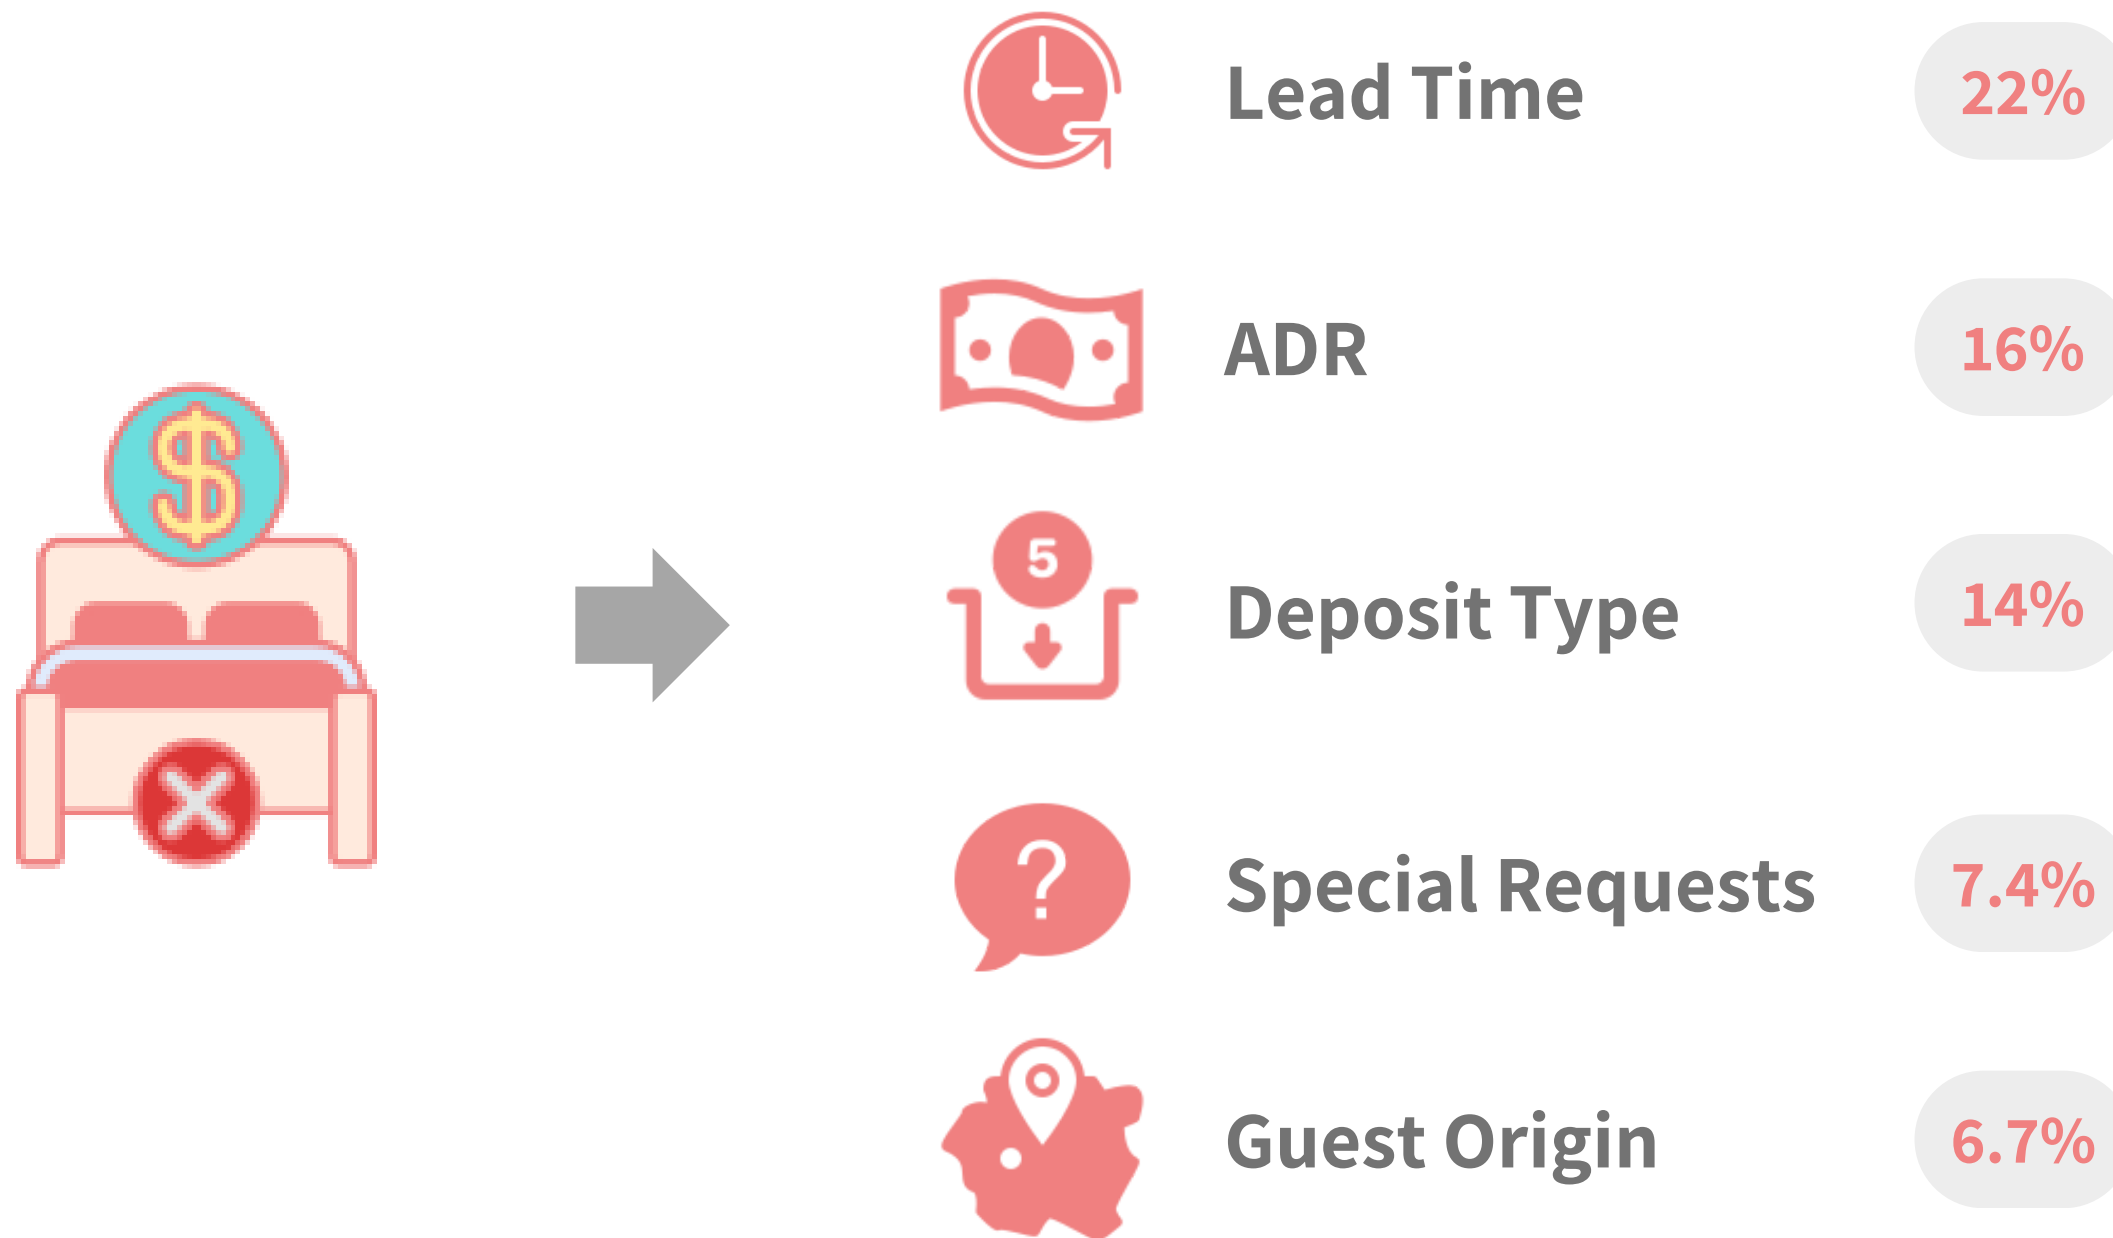 Lead Time 22%
ADR 16%
$
5
Deposit Type 14%
?
Special Requests 7.4%
Guest Origin 6.7%